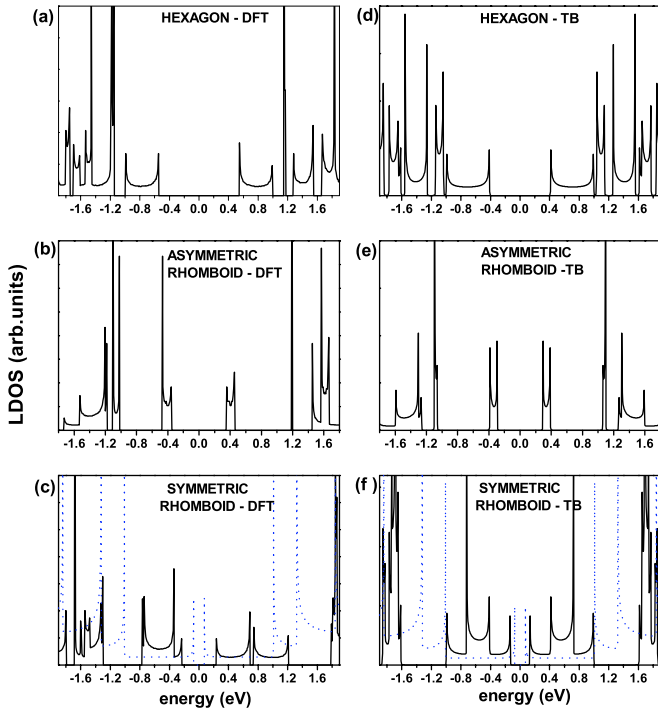 (a)
HEXAGON - DFT
-1.6 -1.2 -0.8 -0.4 0.0 0.4 0.8 1.2 1.6
(d)
HEXAGON - TB
-1.6 -1.2 -0.8 -0.4 0.0 0.4 0.8 1.2 1.6
(b)
ASYMMETRIC
RHOMBOID - DFT
-1.6 -1.2 -0.8 -0.4 0.0 0.4 0.8 1.2 1.6
(e)
ASYMMETRIC
RHOMBOID -TB
-1.6 -1.2 -0.8 -0.4 0.0 0.4 0.8 1.2 1.6
LDOS (arb.units)
(c)
SYMMETRIC
RHOMBOID - DFT
-1.6 -1.2 -0.8 -0.4 0.0 0.4 0.8 1.2 1.6
energy (eV)
(f)
SYMMETRIC
RHOMBOID - TB
-1.6 -1.2 -0.8 -0.4 0.0 0.4 0.8 1.2 1.6
energy (eV)